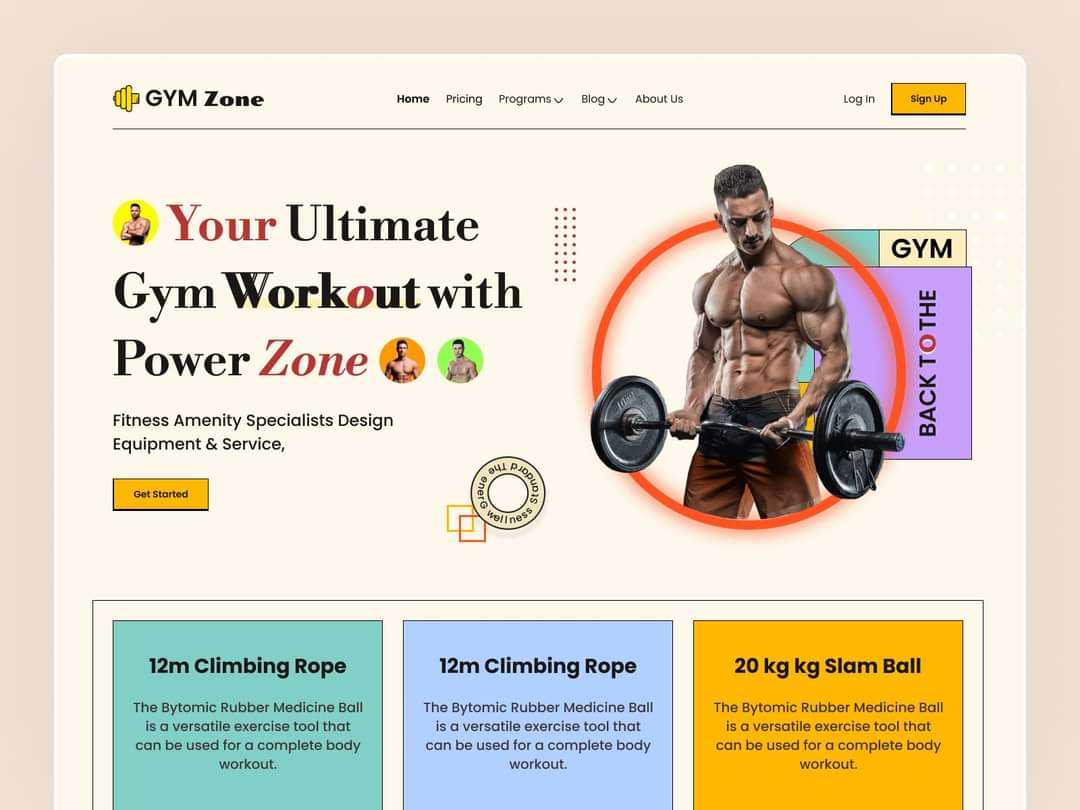 GYM Zone
Home Pricing Programs Blog About Us
Log In Sign Up
Your Ultimate
Gym Workout with
Power Zone
Fitness Amenity Specialists Design
Equipment & Service,
Get Started
GYM
BACK TO THE
Standard The enerG wellness
12m Climbing Rope
The Bytomic Rubber Medicine Ball
is a versatile exercise tool that
can be used for a complete body
workout.
12m Climbing Rope
The Bytomic Rubber Medicine Ball
is a versatile exercise tool that
can be used for a complete body
workout.
20 kg kg Slam Ball
The Bytomic Rubber Medicine Ball
is a versatile exercise tool that
can be used for a complete body
workout.